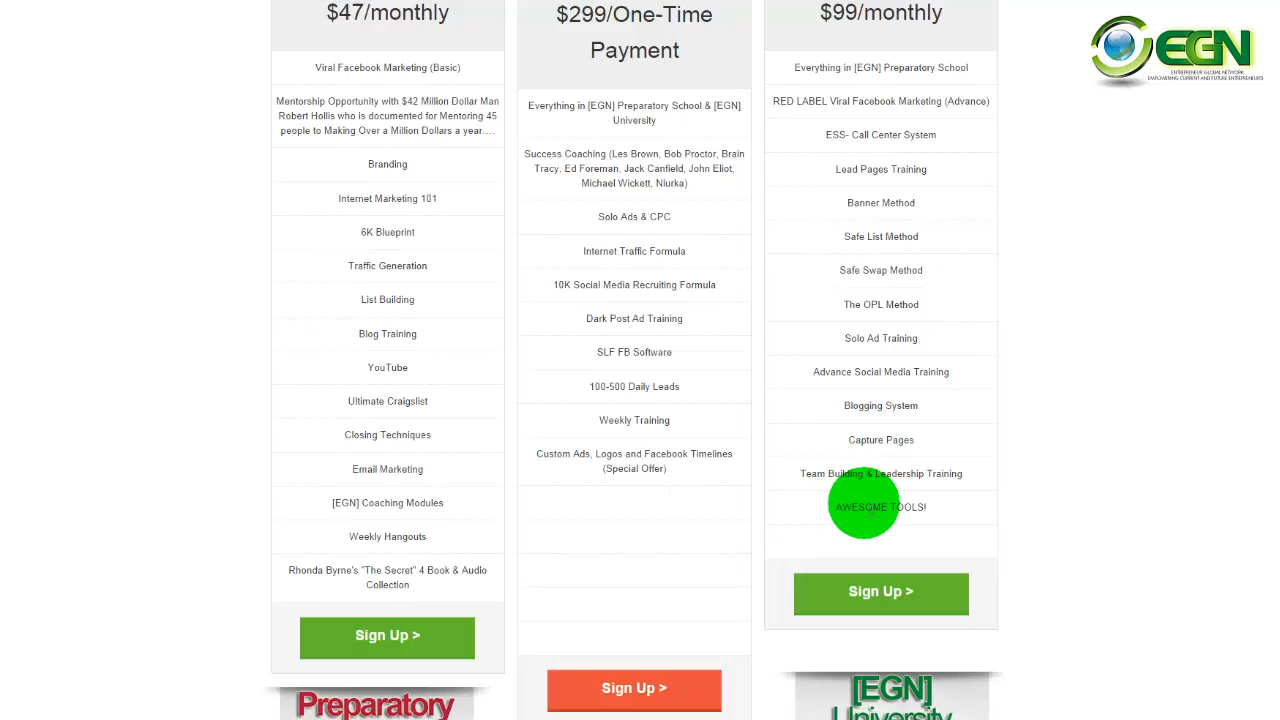 $47/monthly
Viral Facebook Marketing (Basic)
Mentorship Opportunity with $42 Million Dollar Man
Robert Hollis who is documented for Mentoring 45
people to Making Over a Million Dollars a year....
Branding
Internet Marketing 101
6K Blueprint
Traffic Generation
List Building
Blog Training
YouTube
Ultimate Craigslist
Closing Techniques
Email Marketing
[EGN] Coaching Modules
Weekly Hangouts
Rhonda Byrne's "The Secret" 4 Book & Audio
Collection
Sign Up >
Preparatory
$299/One-Time
Payment
Everything in [EGN] Preparatory School & [EGN]
University
Success Coaching (Les Brown, Bob Proctor, Brain
Tracy, Ed Foreman, Jack Canfield, John Eliot,
Michael Wickett, Niurka)
Solo Ads & CPC
Internet Traffic Formula
10K Social Media Recruiting Formula
Dark Post Ad Training
SLF FB Software
100-500 Daily Leads
Weekly Training
Custom Ads, Logos and Facebook Timelines
(Special Offer)
Sign Up >
$99/monthly
Everything in [EGN] Preparatory School
RED LABEL Viral Facebook Marketing (Advance)
ESS- Call Center System
Lead Pages Training
Banner Method
Safe List Method
Safe Swap Method
The OPL Method
Solo Ad Training
Advance Social Media Training
Blogging System
Capture Pages
Team Building & Leadership Training
AWESOME TOOLS!
Sign Up >
[EGN]
University
EGN
ENTREPRENEUR GLOBAL NETWORK
EMPOWERING CURRENT AND FUTURE ENTREPRENEURS